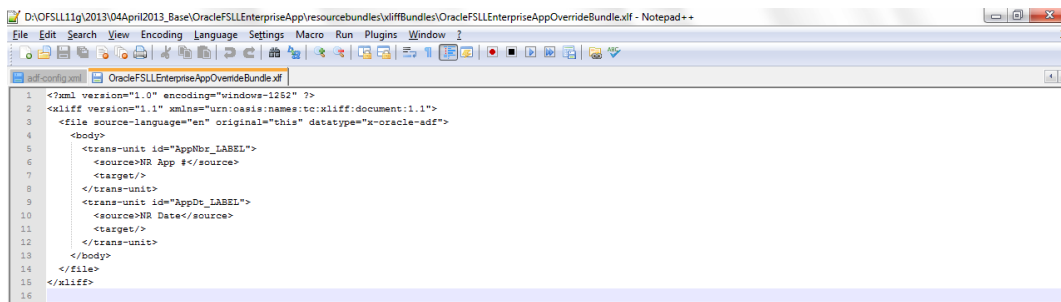 D:\OFSLL11g\2013\04April2013_Base\OracleFSLLEnterpriseApp\resourcebundles\xliffBundles\OracleFSLLEnterpriseAppOverrideBundle.xlf - Notepad++
File Edit Search View Encoding Language Settings Macro Run Plugins Window ?
adf-config.xml OracleFSLLEnterpriseAppOverrideBundle.xlf
1 <?xml version="1.0" encoding="windows-1252" ?>
2 <xliff version="1.1" xmlns="urn:oasis:names:tc:xliff:document:1.1">
3 <file source-language="en" original="this" datatype="x-oracle-adf">
4 <body>
5 <trans-unit id="AppNbr_LABEL">
6 <source>NR App #</source>
7 <target/>
8 </trans-unit>
9 <trans-unit id="AppDt_LABEL">
10 <source>NR Date</source>
11 <target/>
12 </trans-unit>
13 </body>
14 </file>
15 </xliff>
16